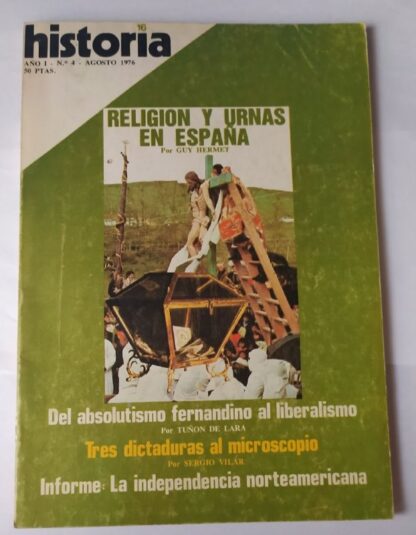 historia
16
AÑO I - N.º 4 - AGOSTO 1976
50 PTAS.
RELIGION Y URNAS
EN ESPAÑA
Por GUY HERMET
Del absolutismo fernandino al liberalismo
Por TUÑON DE LARA
Tres dictaduras al microscopio
Por SERGIO VILAR
Informe: La independencia norteamericana